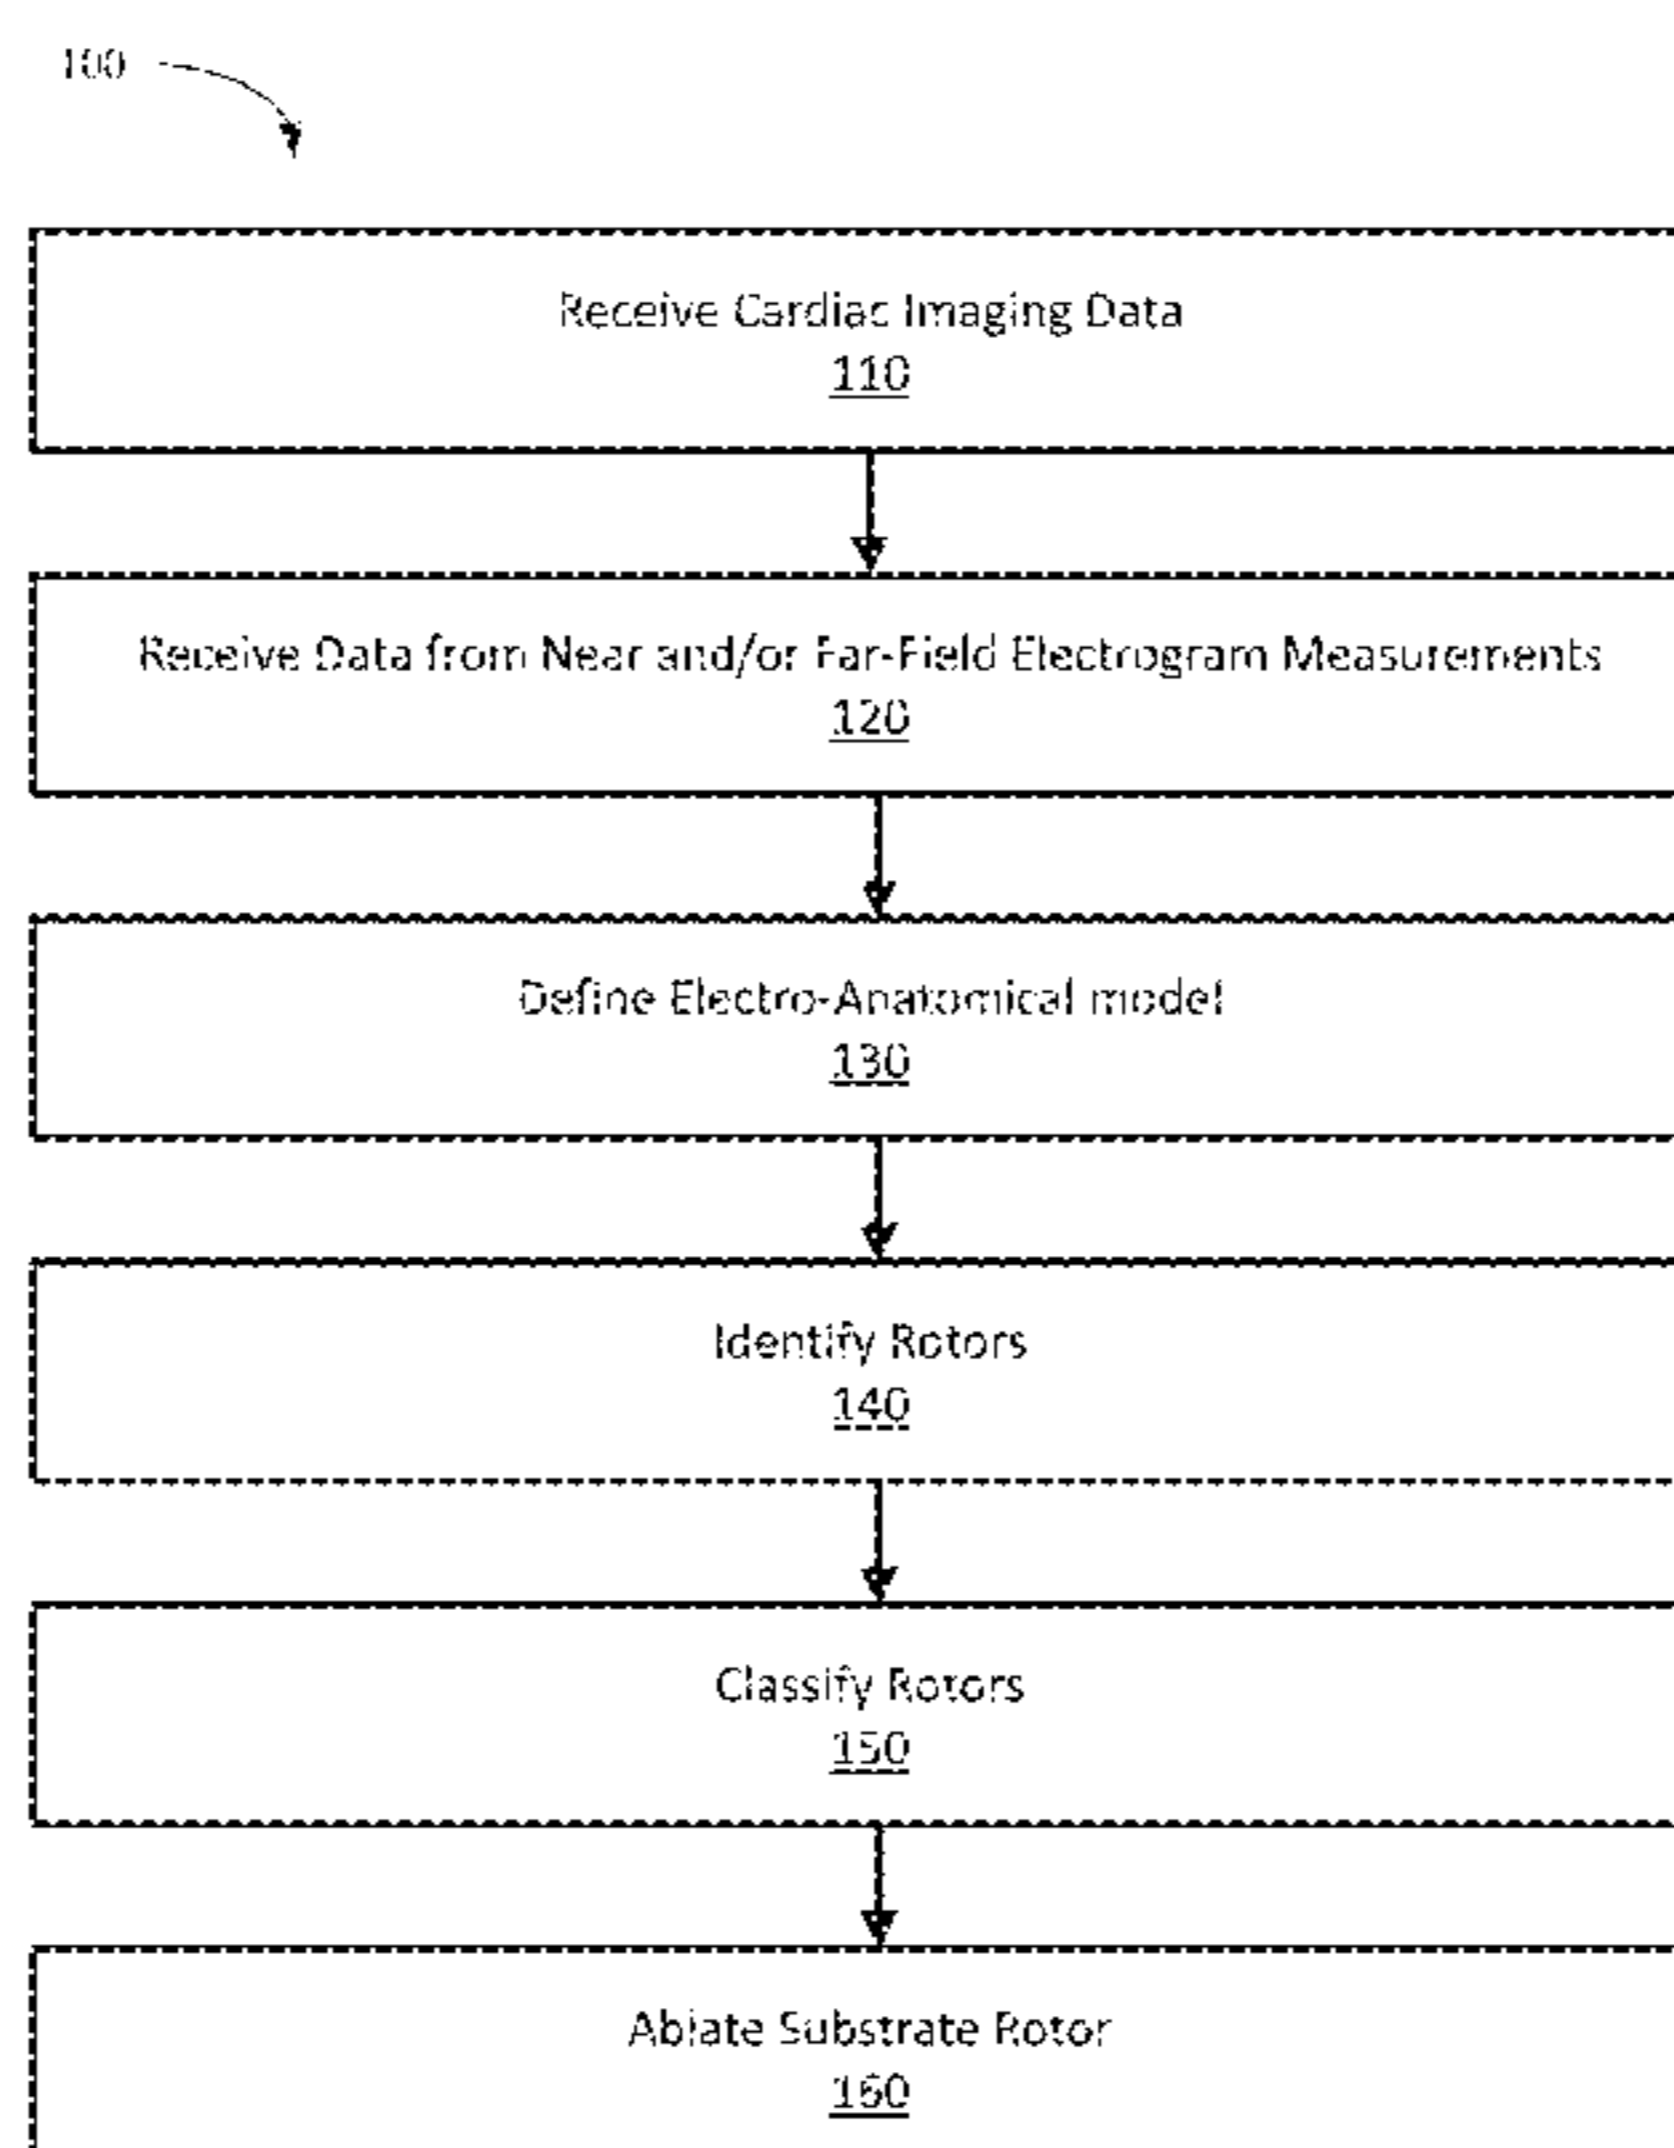 100
Receive Cardiac Imaging Data
110
Receive Data from Near and/or Far-Field Electrogram Measurements
120
Define Electro-Anatomical model
130
Identify Rotors
140
Classify Rotors
150
Ablate Substrate Rotor
160